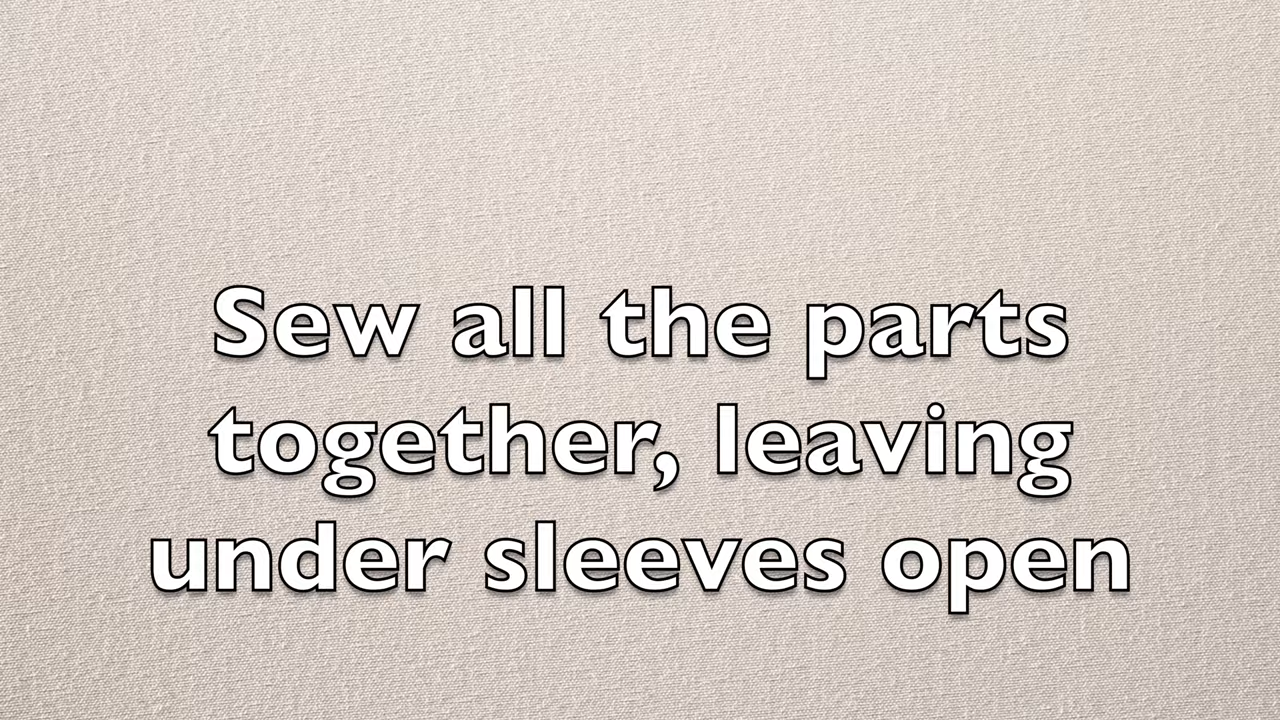 Sew all the parts
together, leaving
under sleeves open